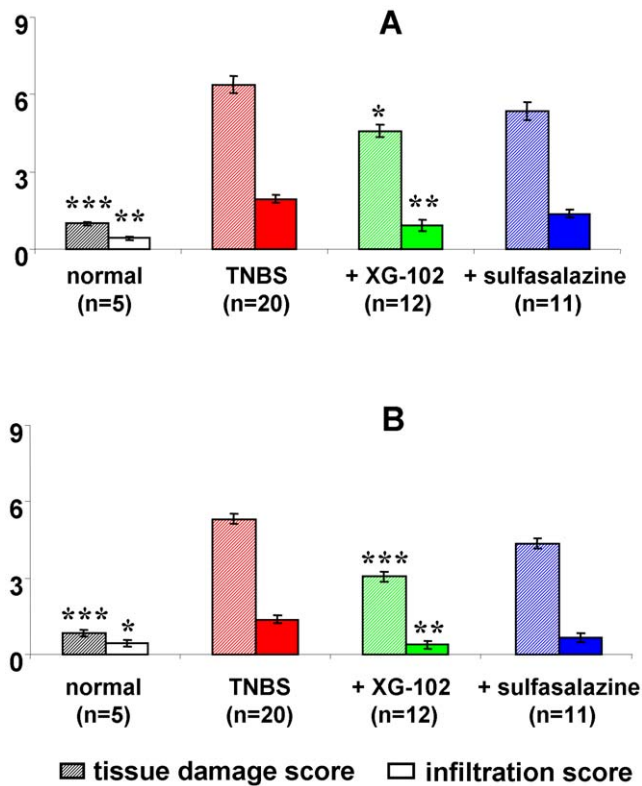 A
9
6
3
0
*** ** * **
normal TNBS + XG-102 + sulfasalazine
(n=5) (n=20) (n=12) (n=11)
B
9
6
3
0
*** * *** **
normal TNBS + XG-102 + sulfasalazine
(n=5) (n=20) (n=12) (n=11)
tissue damage score infiltration score